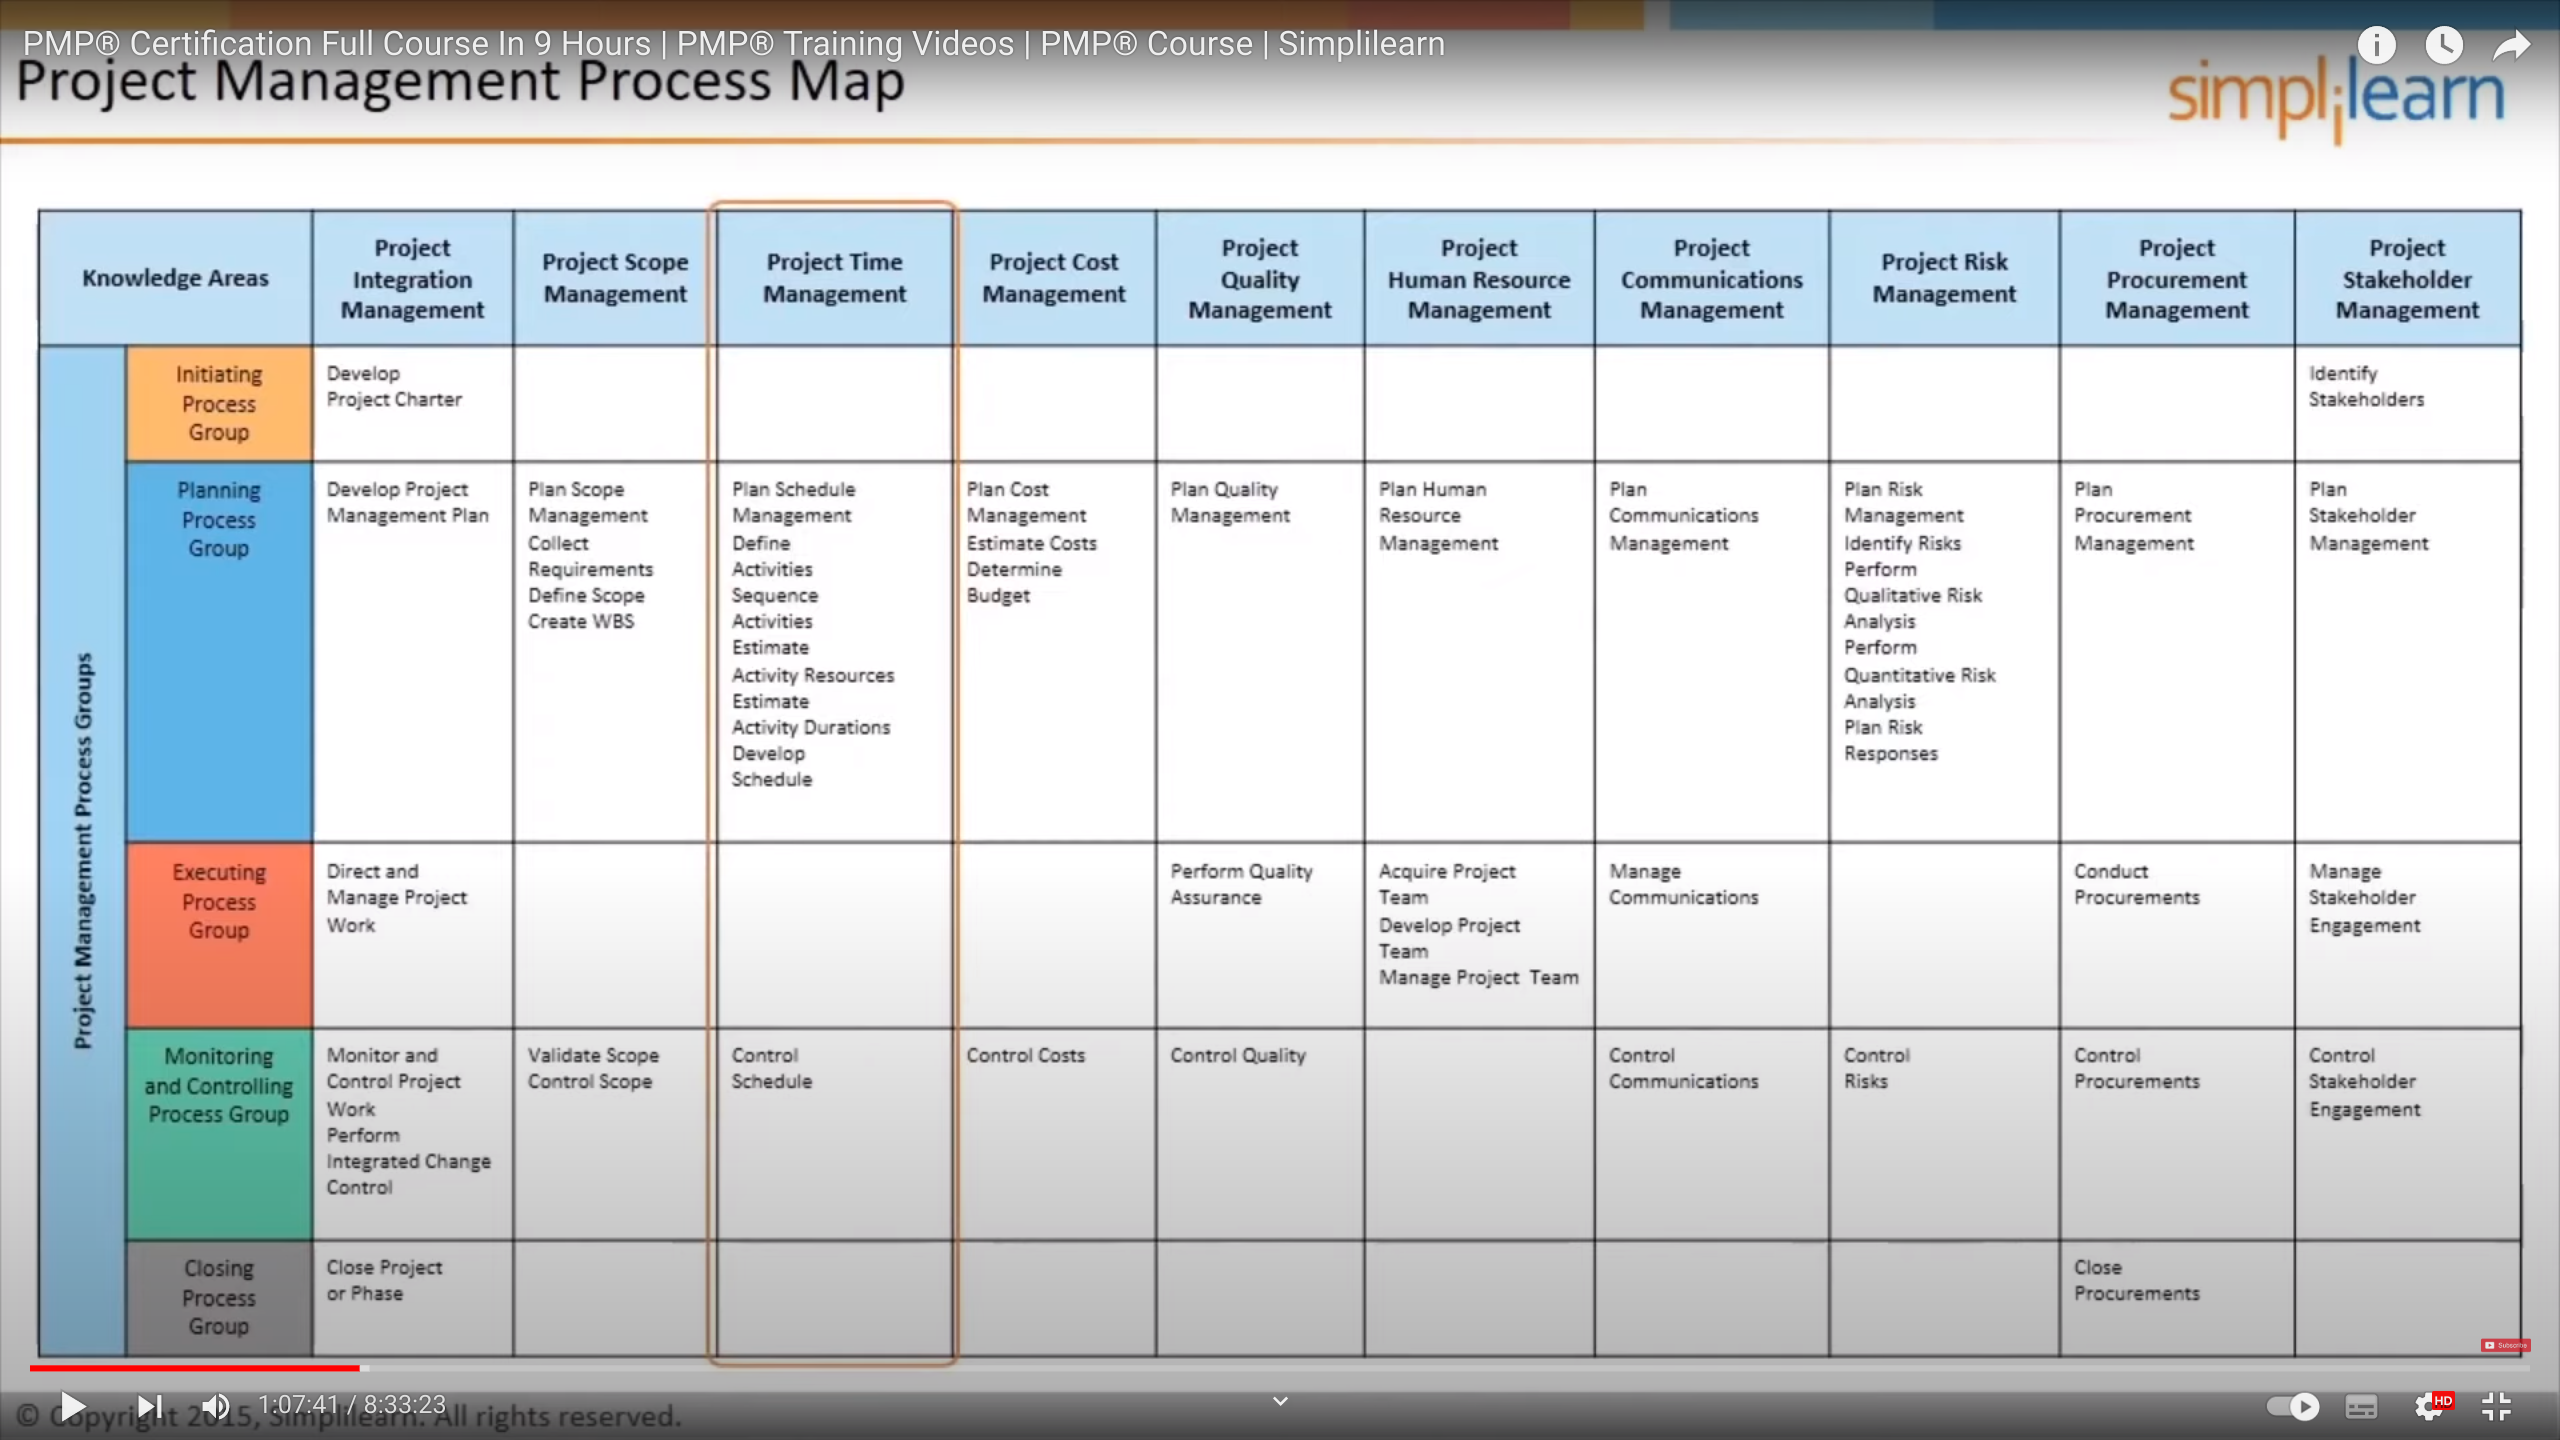 PMP® Certification Full Course In 9 Hours | PMP® Training Videos | PMP® Course | Simplilearn
Project Management Process Map
simplilearn
Knowledge Areas
Project
Integration
Management
Project Scope
Management
Project Time
Management
Project Cost
Management
Project
Quality
Management
Project
Human Resource
Management
Project
Communications
Management
Project Risk
Management
Project
Procurement
Management
Project
Stakeholder
Management
Project Management Process Groups
Initiating
Process
Group
Develop
Project Charter
Identify
Stakeholders
Planning
Process
Group
Develop Project
Management Plan
Plan Scope
Management
Collect
Requirements
Define Scope
Create WBS
Plan Schedule
Management
Define
Activities
Sequence
Activities
Estimate
Activity Resources
Estimate
Activity Durations
Develop
Schedule
Plan Cost
Management
Estimate Costs
Determine
Budget
Plan Quality
Management
Plan Human
Resource
Management
Plan
Communications
Management
Plan Risk
Management
Identify Risks
Perform
Qualitative Risk
Analysis
Perform
Quantitative Risk
Analysis
Plan Risk
Responses
Plan
Procurement
Management
Plan
Stakeholder
Management
Executing
Process
Group
Direct and
Manage Project
Work
Perform Quality
Assurance
Acquire Project
Team
Develop Project
Team
Manage Project Team
Manage
Communications
Conduct
Procurements
Manage
Stakeholder
Engagement
Monitoring
and Controlling
Process Group
Monitor and
Control Project
Work
Perform
Integrated Change
Control
Validate Scope
Control Scope
Control
Schedule
Control Costs
Control Quality
Control
Communications
Control
Risks
Control
Procurements
Control
Stakeholder
Engagement
Closing
Process
Group
Close Project
or Phase
Close
Procurements
Subscribe
1:07:41 / 8:33:23
HD
© Copyright 2015, Simplilearn. All rights reserved.